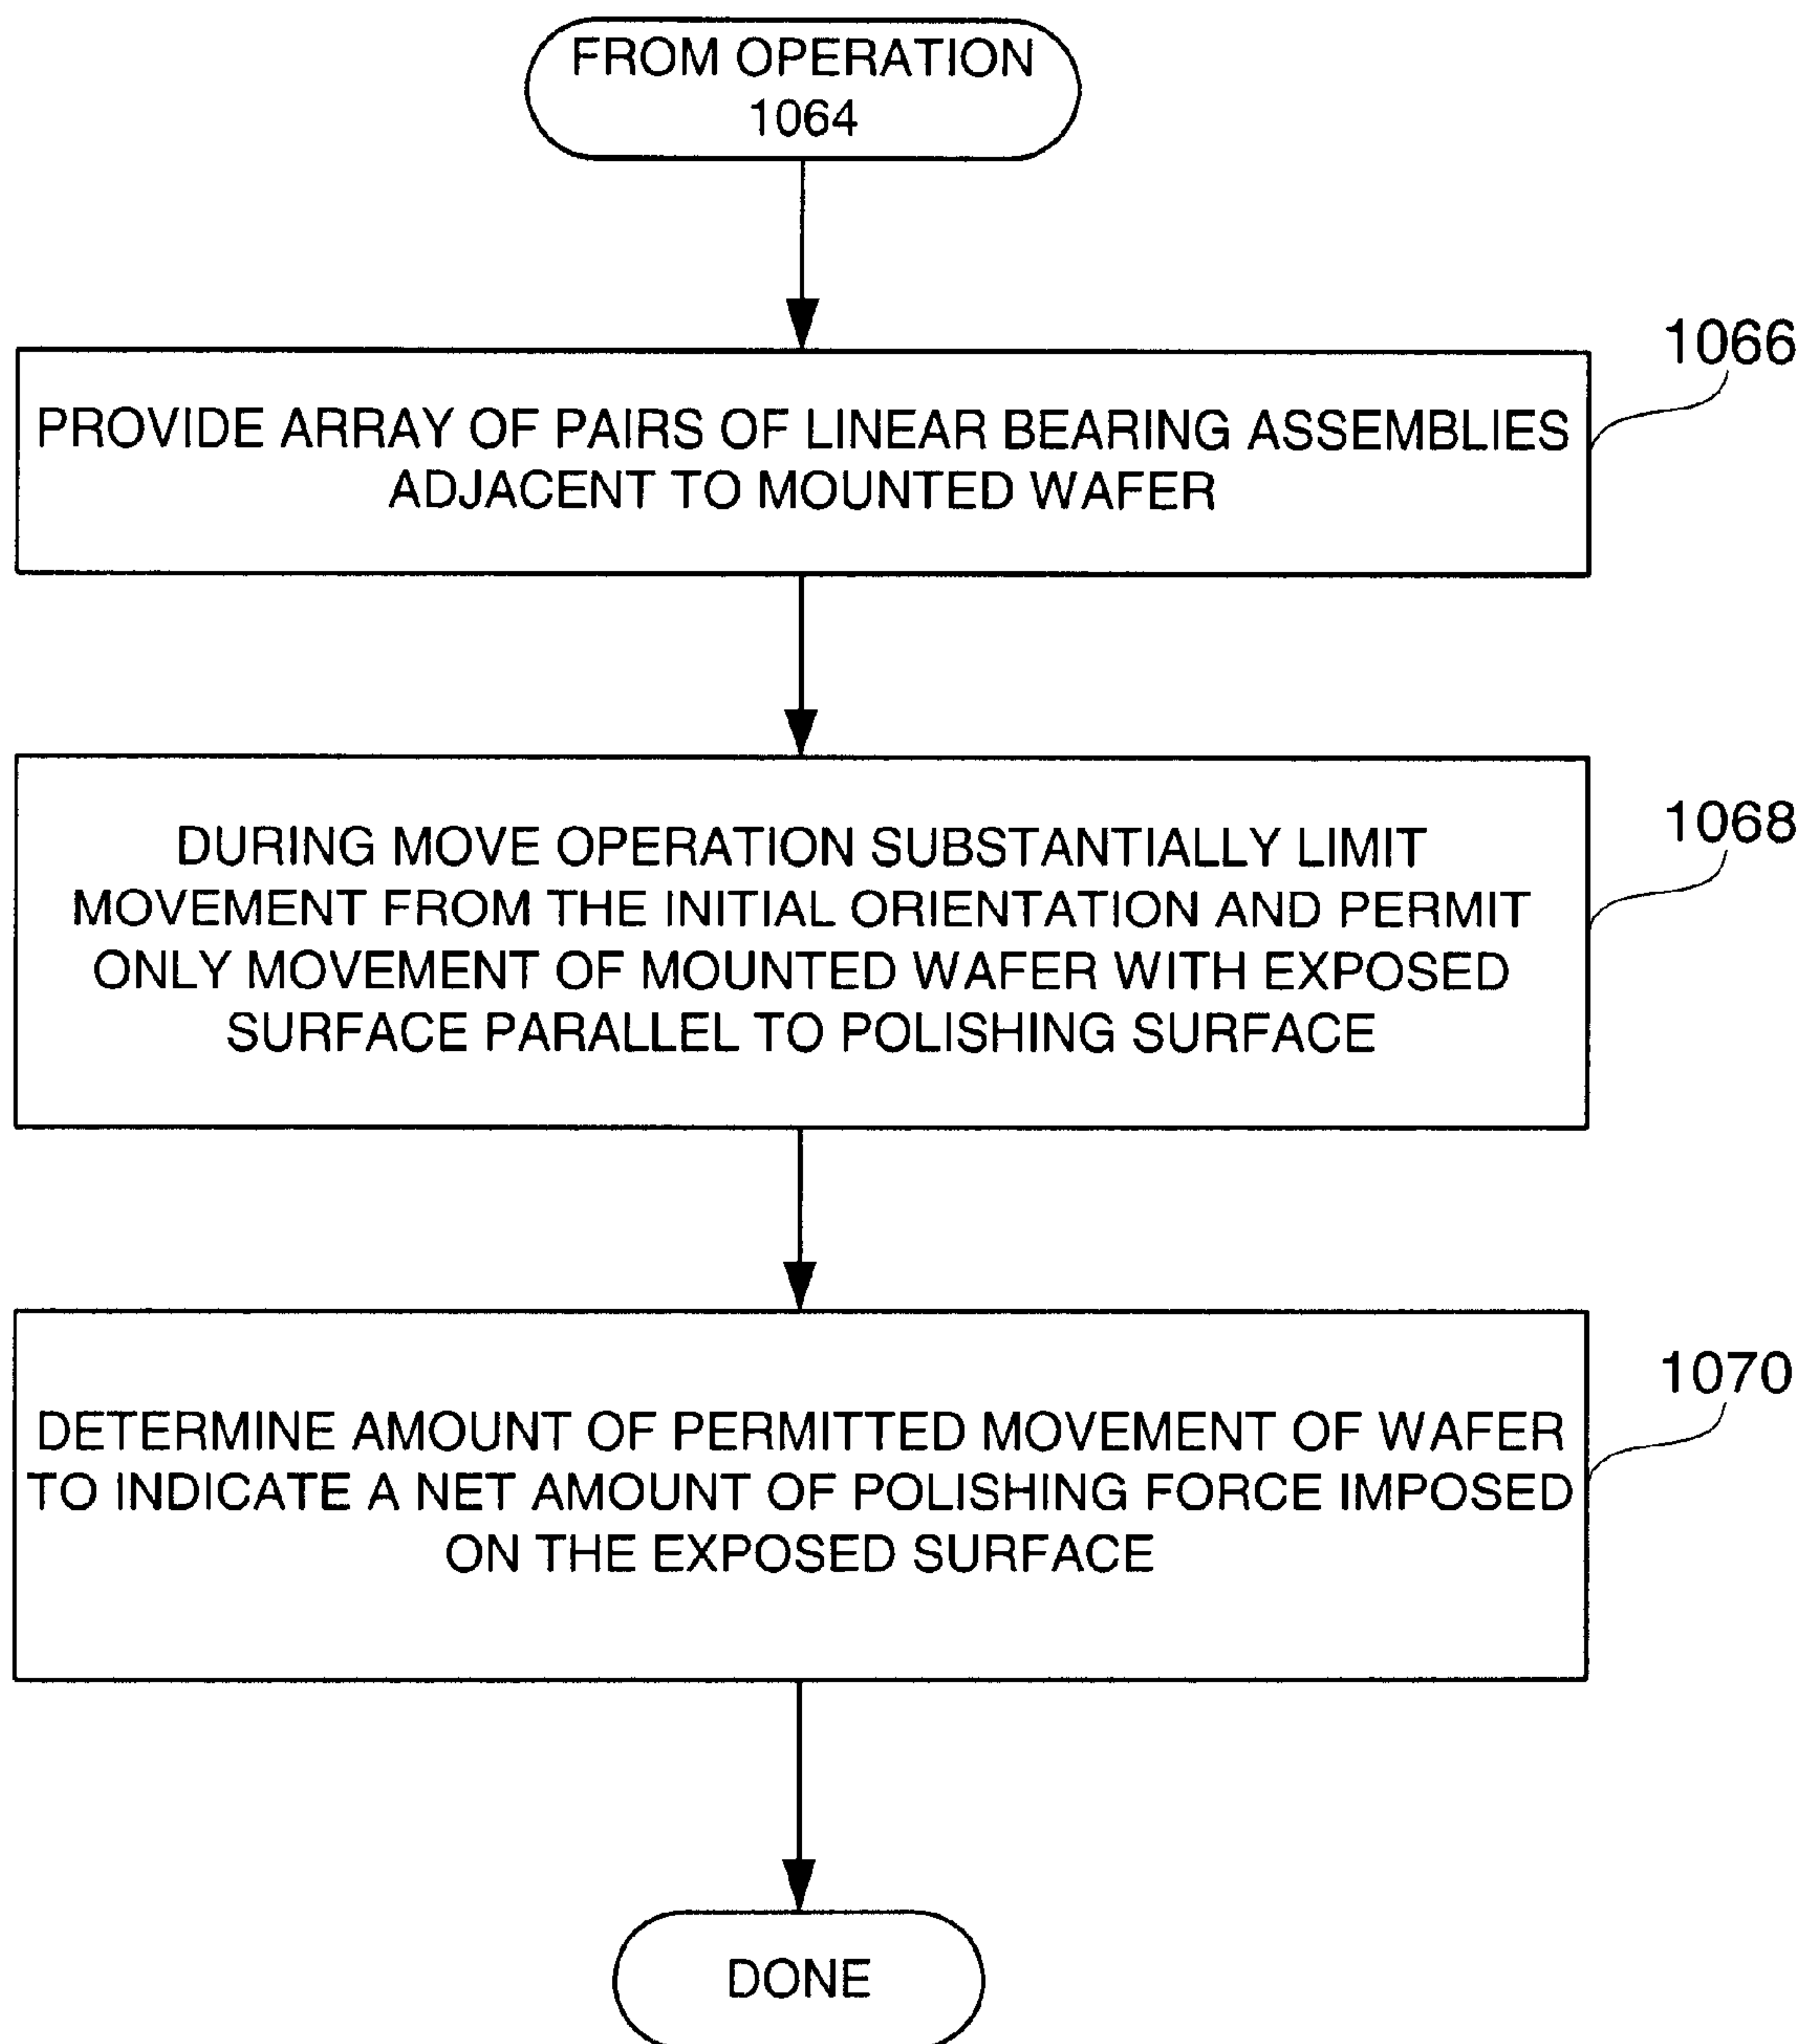 FROM OPERATION
1064
1066
PROVIDE ARRAY OF PAIRS OF LINEAR BEARING ASSEMBLIES
ADJACENT TO MOUNTED WAFER
1068
DURING MOVE OPERATION SUBSTANTIALLY LIMIT
MOVEMENT FROM THE INITIAL ORIENTATION AND PERMIT
ONLY MOVEMENT OF MOUNTED WAFER WITH EXPOSED
SURFACE PARALLEL TO POLISHING SURFACE
1070
DETERMINE AMOUNT OF PERMITTED MOVEMENT OF WAFER
TO INDICATE A NET AMOUNT OF POLISHING FORCE IMPOSED
ON THE EXPOSED SURFACE
DONE